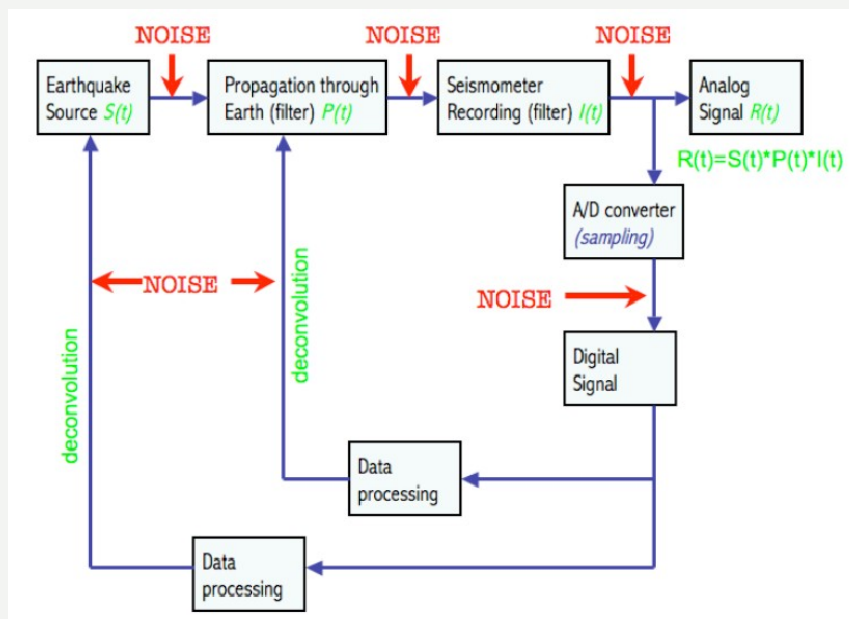 NOISE
NOISE
NOISE
Earthquake
Source S(t)
Propagation through
Earth (filter) P(t)
Seismometer
Recording (filter) I(t)
Analog
Signal R(t)
R(t)=S(t)*P(t)*I(t)
A/D converter
(sampling)
NOISE
NOISE
deconvolution
deconvolution
Digital
Signal
Data
processing
Data
processing